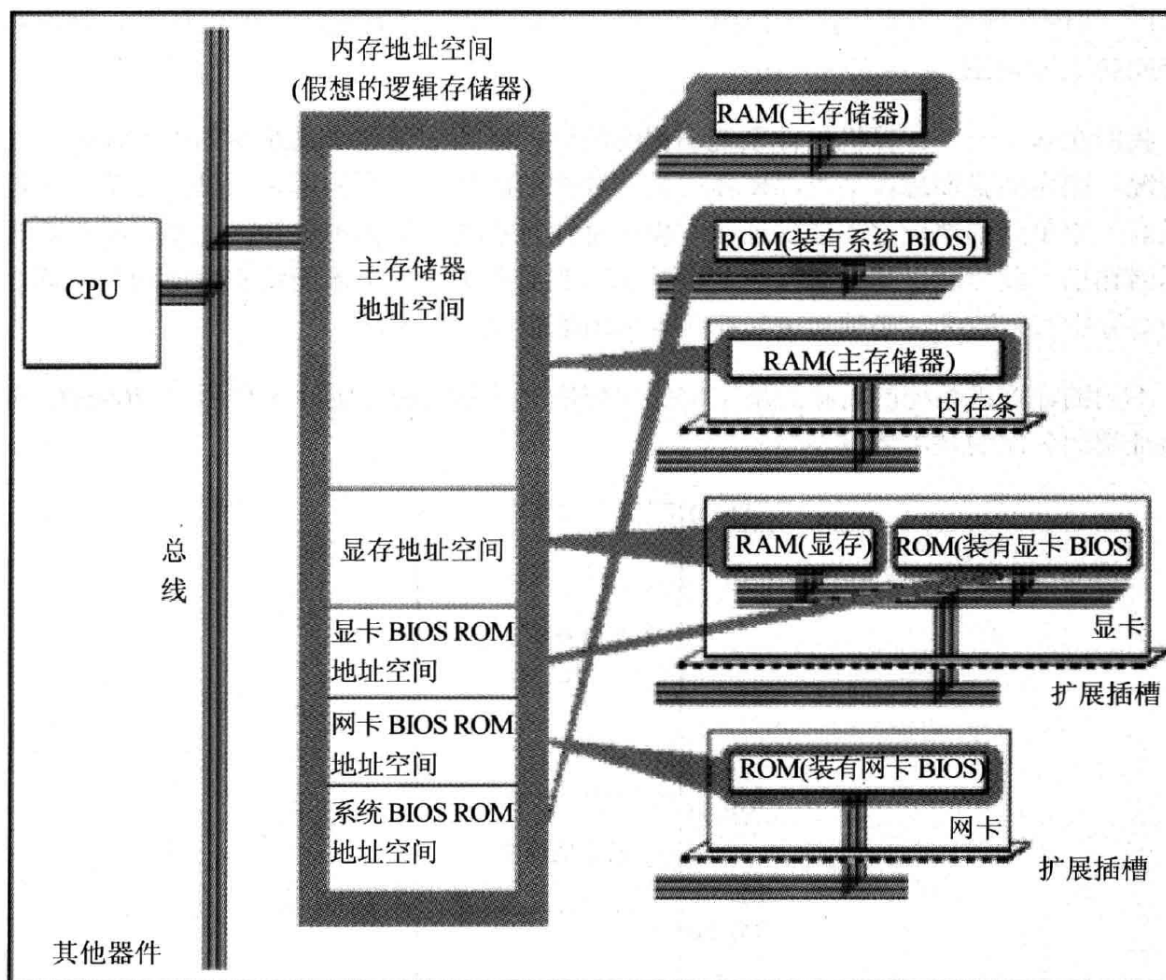 内存地址空间
(假想的逻辑存储器)
CPU
总
线
其他器件
主存储器
地址空间
显存地址空间
显卡 BIOS ROM
地址空间
网卡 BIOS ROM
地址空间
系统 BIOS ROM
地址空间
RAM(主存储器)
ROM(装有系统 BIOS)
RAM(主存储器)
内存条
RAM(显存)
ROM(装有显卡 BIOS)
显卡
扩展插槽
ROM(装有网卡 BIOS)
网卡
扩展插槽